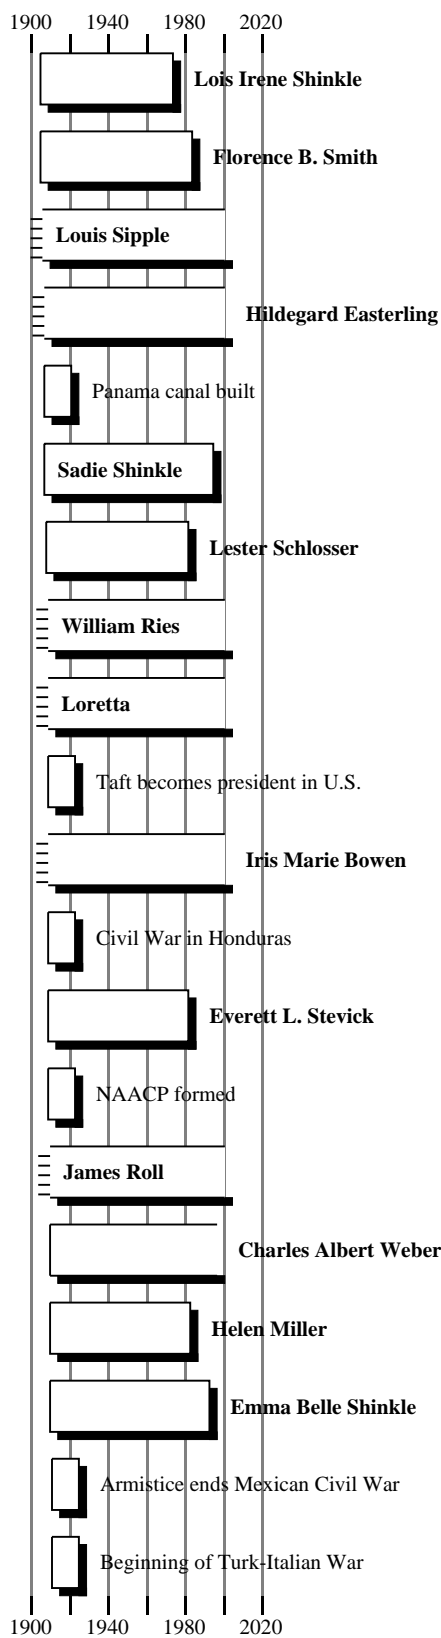 1900 1940 1980 2020
Lois Irene Shinkle
Florence B. Smith
Louis Sipple
Hildegard Easterling
Panama canal built
Sadie Shinkle
Lester Schlosser
William Ries
Loretta
Taft becomes president in U.S.
Iris Marie Bowen
Civil War in Honduras
Everett L. Stevick
NAACP formed
James Roll
Charles Albert Weber
Helen Miller
Emma Belle Shinkle
Armistice ends Mexican Civil War
Beginning of Turk-Italian War
1900 1940 1980 2020